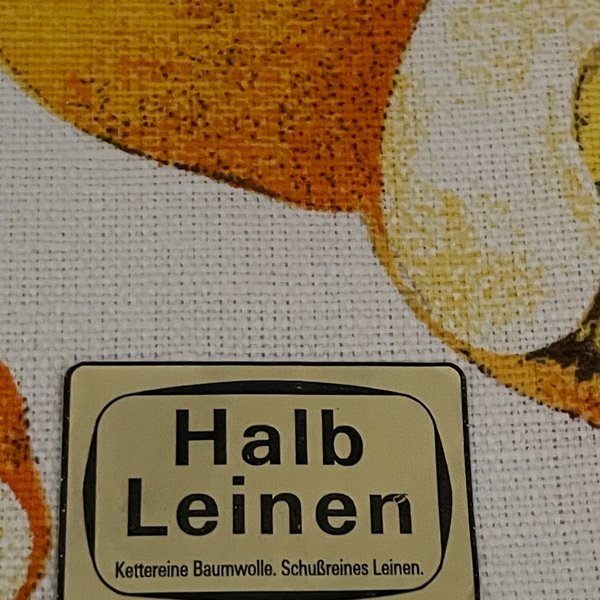 Halb
Leinen
Kettereine Baumwolle. Schußreines Leinen.